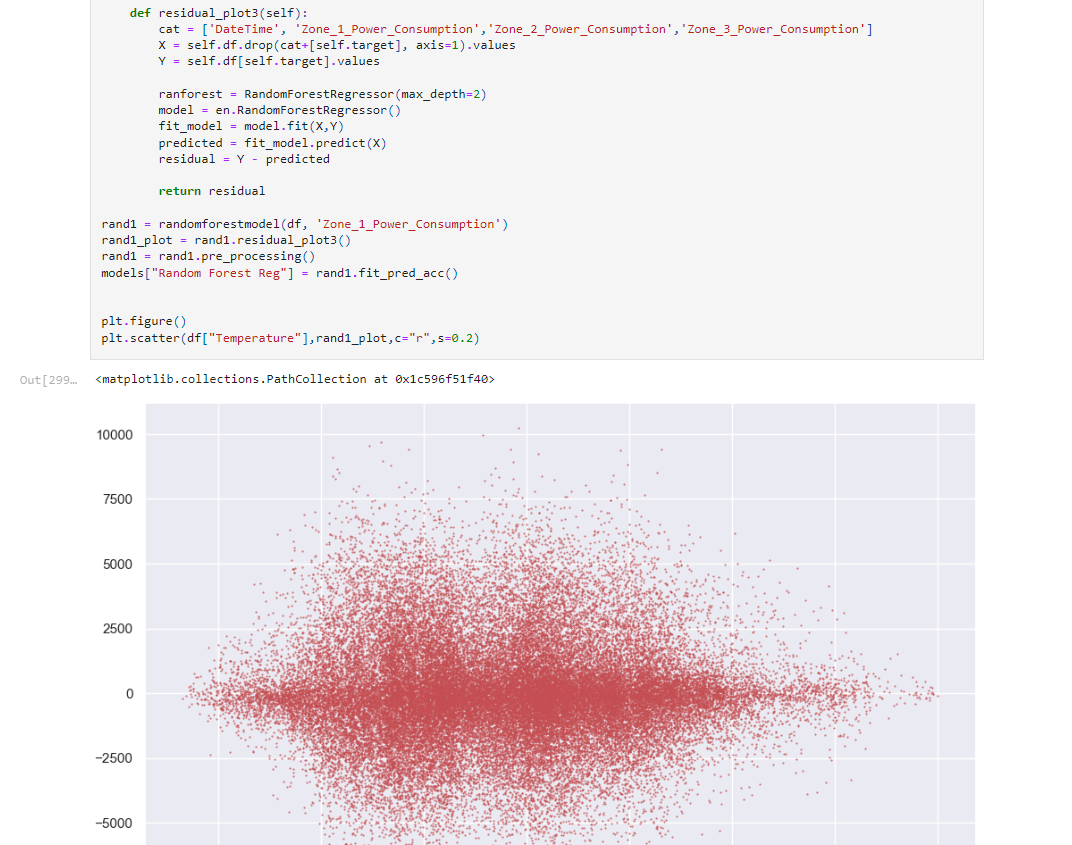 def residual_plot3(self):
cat = ['DateTime', 'Zone_1_Power_Consumption','Zone_2_Power_Consumption','Zone_3_Power_Consumption']
X = self.df.drop(cat+[self.target], axis=1).values
Y = self.df[self.target].values
ranforest = RandomForestRegressor(max_depth=2)
model = en.RandomForestRegressor()
fit_model = model.fit(X,Y)
predicted = fit_model.predict(X)
residual = Y - predicted
return residual
rand1 = randomforestmodel(df, 'Zone_1_Power_Consumption')
rand1_plot = rand1.residual_plot3()
rand1 = rand1.pre_processing()
models["Random Forest Reg"] = rand1.fit_pred_acc()
plt.figure()
plt.scatter(df["Temperature"],rand1_plot,c="r",s=0.2)
Out[299… <matplotlib.collections.PathCollection at 0x1c596f51f40>
10000
7500
5000
2500
0
−2500
−5000